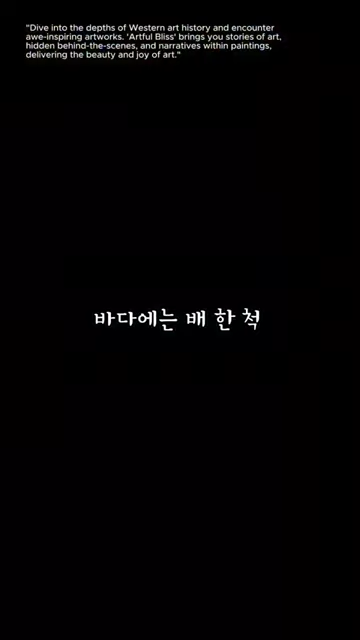 "Dive into the depths of Western art history and encounter
awe-inspiring artworks. 'Artful Bliss' brings you stories of art,
hidden behind-the-scenes, and narratives within paintings,
delivering the beauty and joy of art."
바다에는 배 한 척